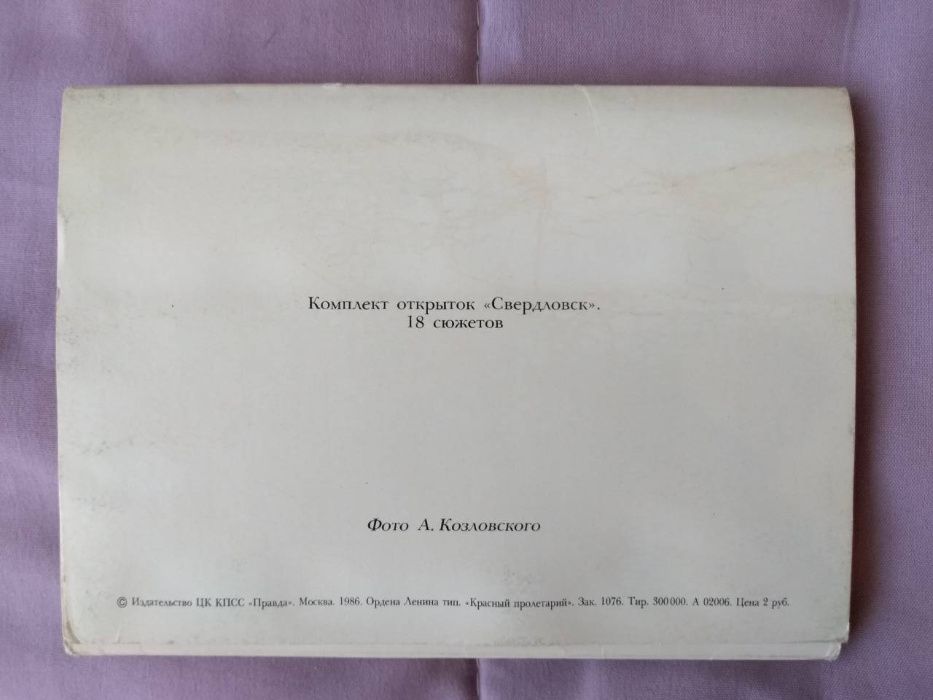 Комплект открыток «Свердловск».
18 сюжетов
Фото А. Козловского
© Издательство ЦК КПСС «Правда». Москва. 1986. Ордена Ленина тип. «Красный пролетарий». Зак. 1076. Тир. 300 000. А 02006. Цена 2 руб.